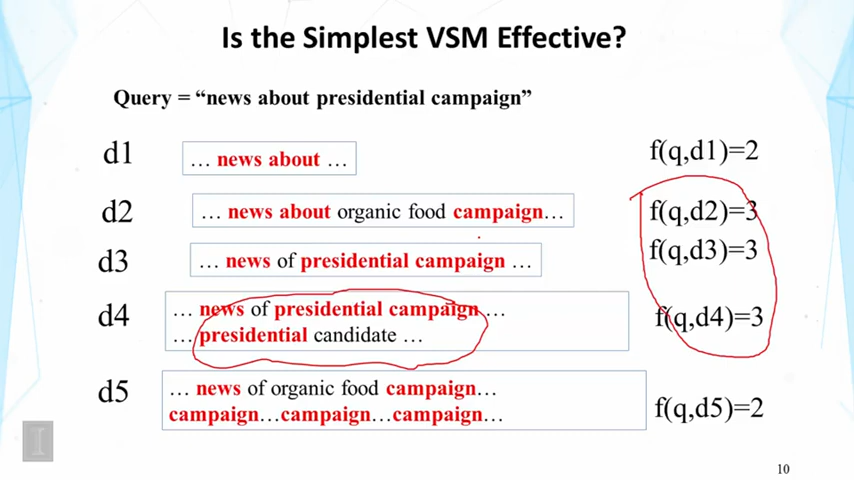 Is the Simplest VSM Effective?
Query = “news about presidential campaign”
d1 … news about … f(q,d1)=2
d2 … news about organic food campaign… f(q,d2)=3
d3 … news of presidential campaign … f(q,d3)=3
d4 … news of presidential campaign …
… presidential candidate … f(q,d4)=3
d5 … news of organic food campaign…
campaign…campaign…campaign… f(q,d5)=2
I
10